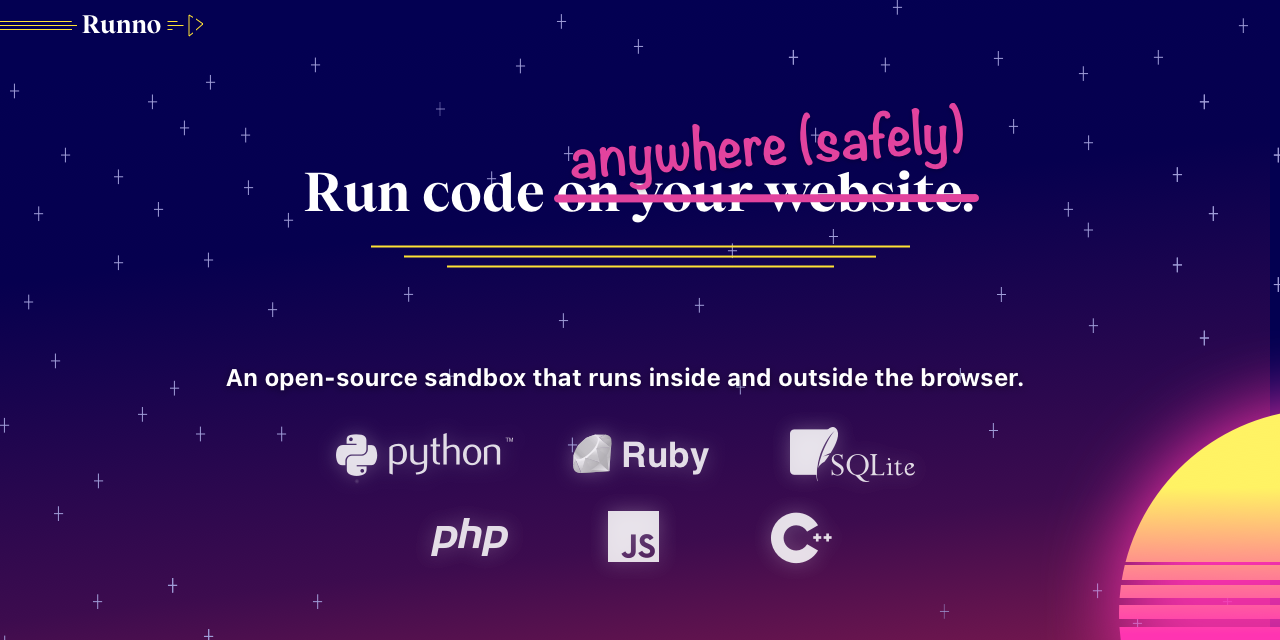 Runno
anywhere (safely)
Run code on your website.
An open-source sandbox that runs inside and outside the browser.
python™ Ruby SQLite
php JS C++